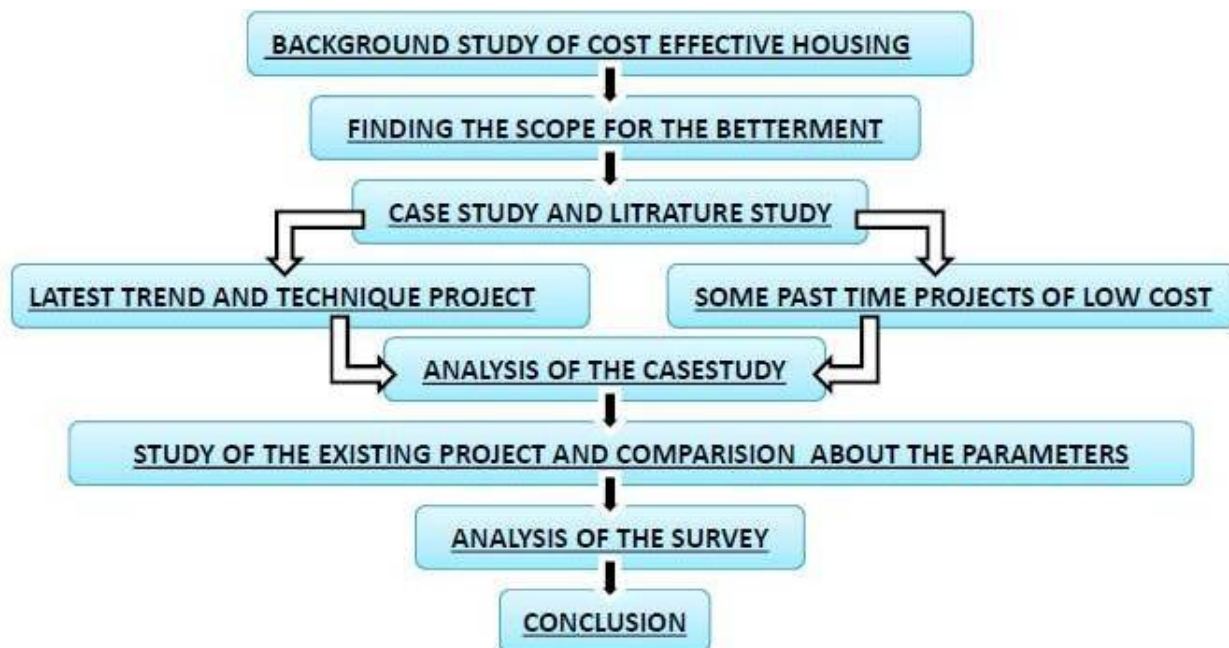 BACKGROUND STUDY OF COST EFFECTIVE HOUSING
FINDING THE SCOPE FOR THE BETTERMENT
CASE STUDY AND LITRATURE STUDY
LATEST TREND AND TECHNIQUE PROJECT
SOME PAST TIME PROJECTS OF LOW COST
ANALYSIS OF THE CASESTUDY
STUDY OF THE EXISTING PROJECT AND COMPARISION ABOUT THE PARAMETERS
ANALYSIS OF THE SURVEY
CONCLUSION